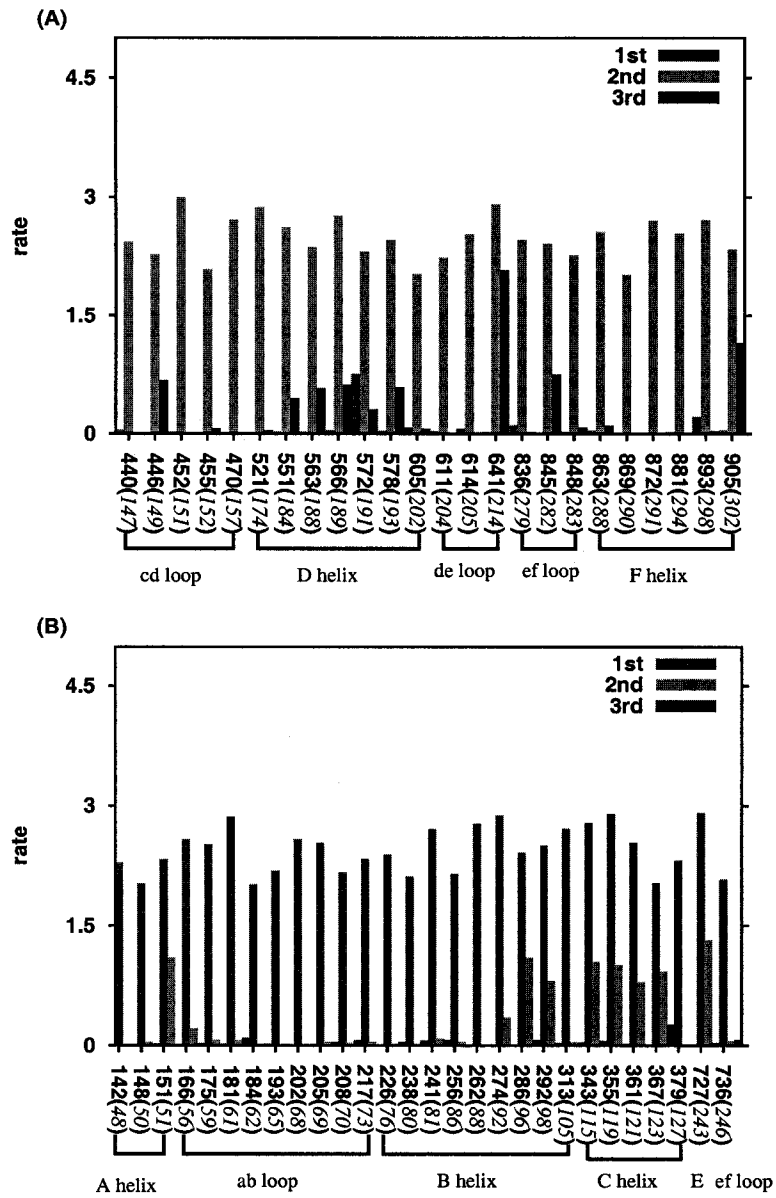 (A)
4.5
3
1.5
0
rate
1st
2nd
3rd
440(147)
446(149)
452(151)
455(152)
470(157)
521(174)
551(184)
563(188)
566(189)
572(191)
578(193)
605(202)
611(204)
614(205)
641(214)
836(279)
845(282)
848(283)
863(288)
869(290)
872(291)
881(294)
893(298)
905(302)
cd loop
D helix
de loop
ef loop
F helix
(B)
4.5
3
1.5
0
rate
1st
2nd
3rd
142(48)
148(50)
151(51)
166(56)
175(59)
181(61)
184(62)
193(65)
202(68)
205(69)
208(70)
217(73)
226(76)
238(80)
241(81)
256(86)
262(88)
274(92)
286(96)
292(98)
313(105)
343(115)
355(119)
361(121)
367(123)
379(127)
727(243)
736(246)
A helix
ab loop
B helix
C helix
E
ef loop